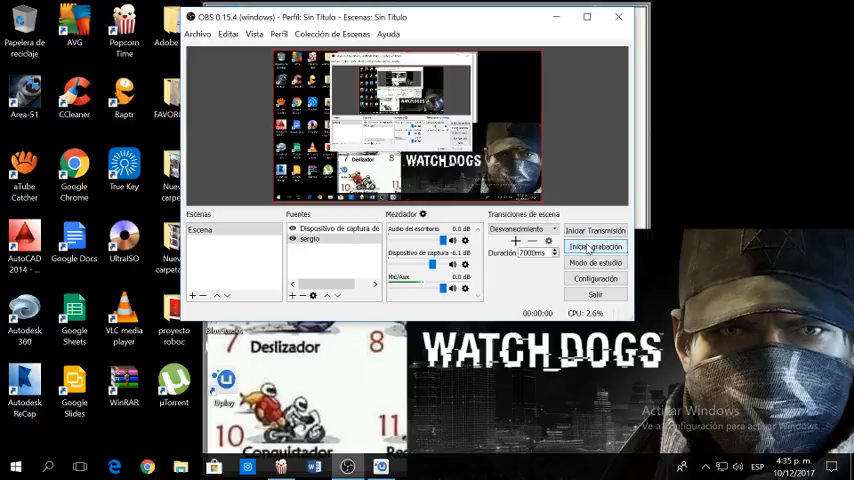 OBS 0.15.4 (windows) - Perfil: Sin Título - Escenas: Sin Título
Archivo Editar Vista Perfil Colección de Escenas Ayuda
Papelera de reciclaje
AVG
Popcorn Time
Adobe
Area-51
CCleaner
Raptr
FAVORI
aTube Catcher
Google Chrome
True Key
Nuev
carpet
AutoCAD 2014 -
Google Docs
UltraISO
Nuev
carpeta
Autodesk 360
Google Sheets
VLC media player
proyecto roboc
Autodesk ReCap
Google Slides
WinRAR
µTorrent
Uplay
WATCH_DOGS
Escenas
Escena
Fuentes
Dispositivo de captura de
sergio
Mezclador
Audio del escritorio 0.0 dB
Dispositivo de captura -6.1 dB
Mic/Aux 0.0 dB
Transiciones de escena
Desvanecimiento
Duración 7000ms
Iniciar Transmisión
Iniciar grabación
Modo de estudio
Configuración
Salir
00:00:00 CPU: 2.6%
7 Deslizador 8
10 Conquistador
11
WATCH_DOGS
Activar Windows
Ve a Configuración para activar Windows.
ESP
4:35 p. m.
10/12/2017